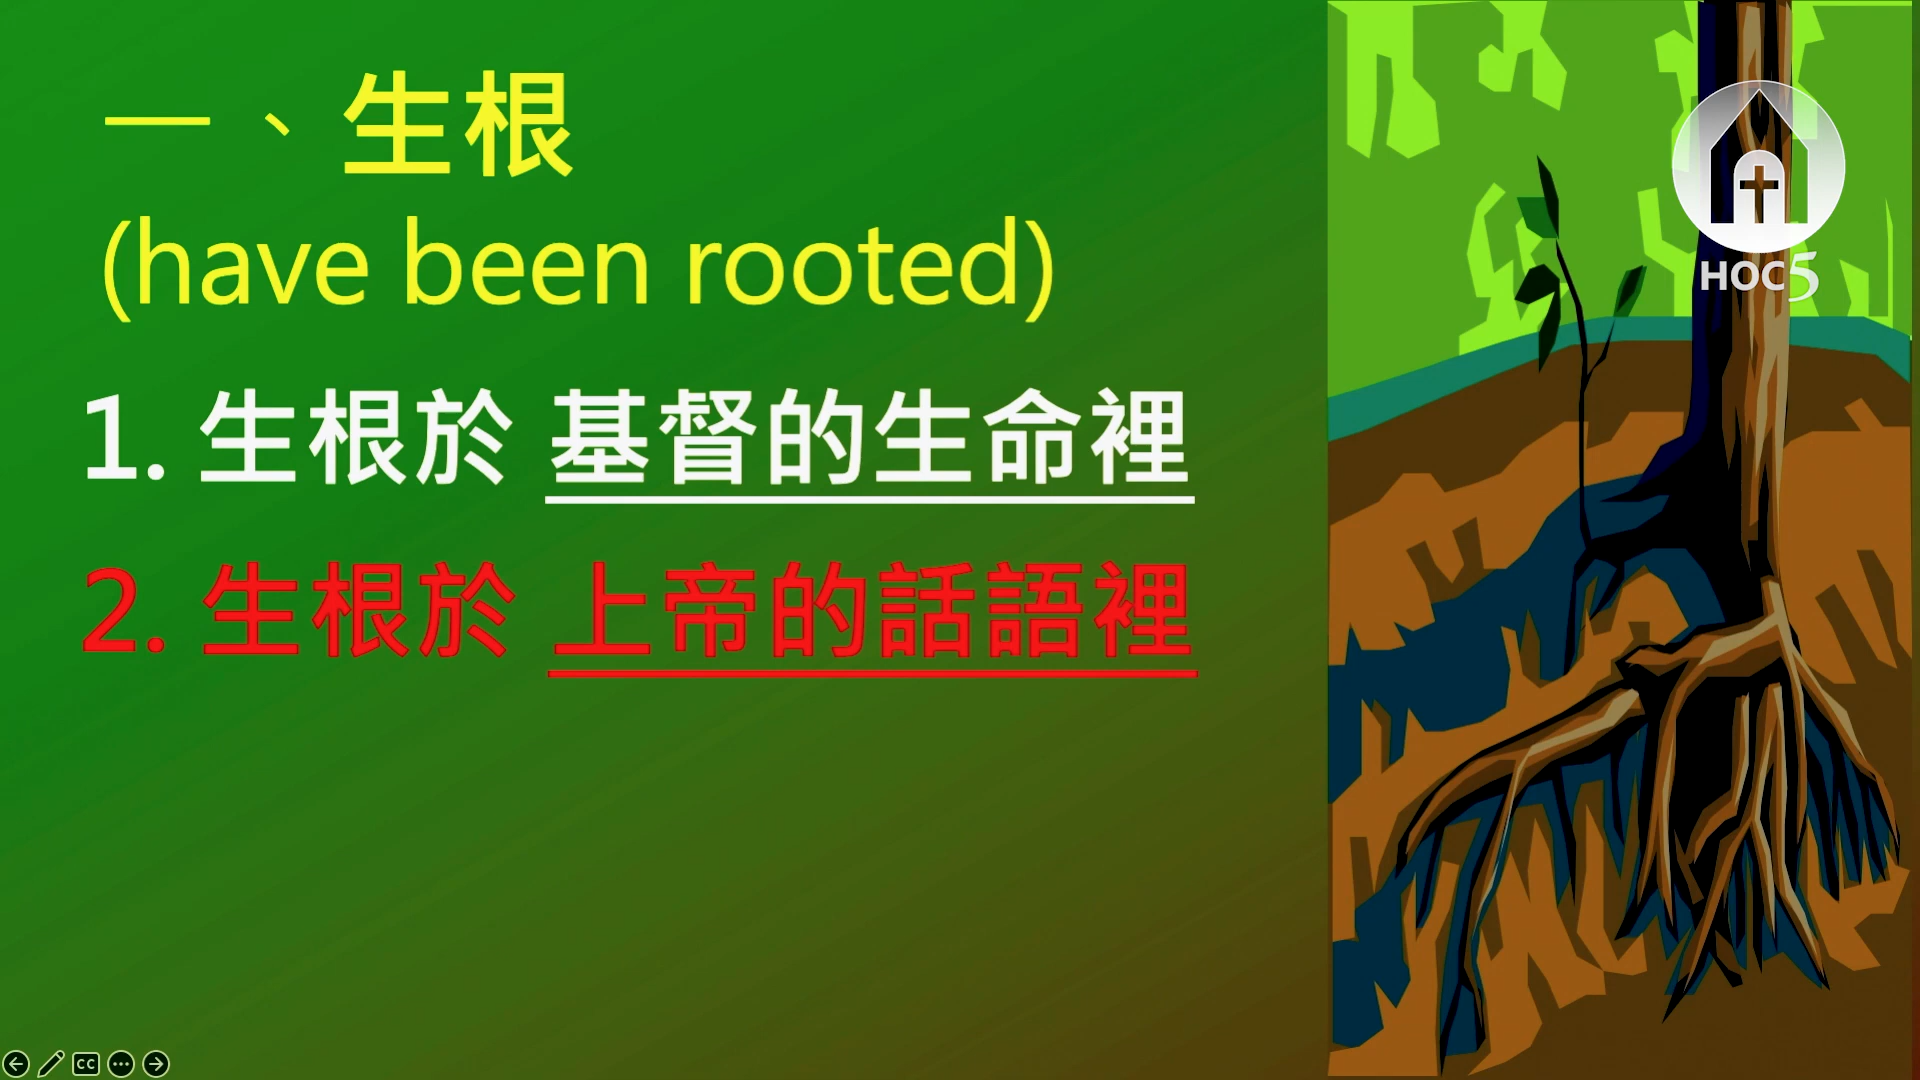 一、生根
(have been rooted)
1. 生根於 基督的生命裡
2. 生根於 上帝的話語裡
HOC5
CC